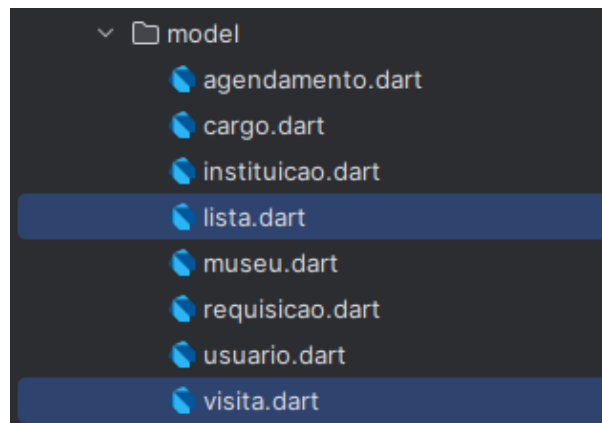 model
agendamento.dart
cargo.dart
instituicao.dart
lista.dart
museu.dart
requisicao.dart
usuario.dart
visita.dart